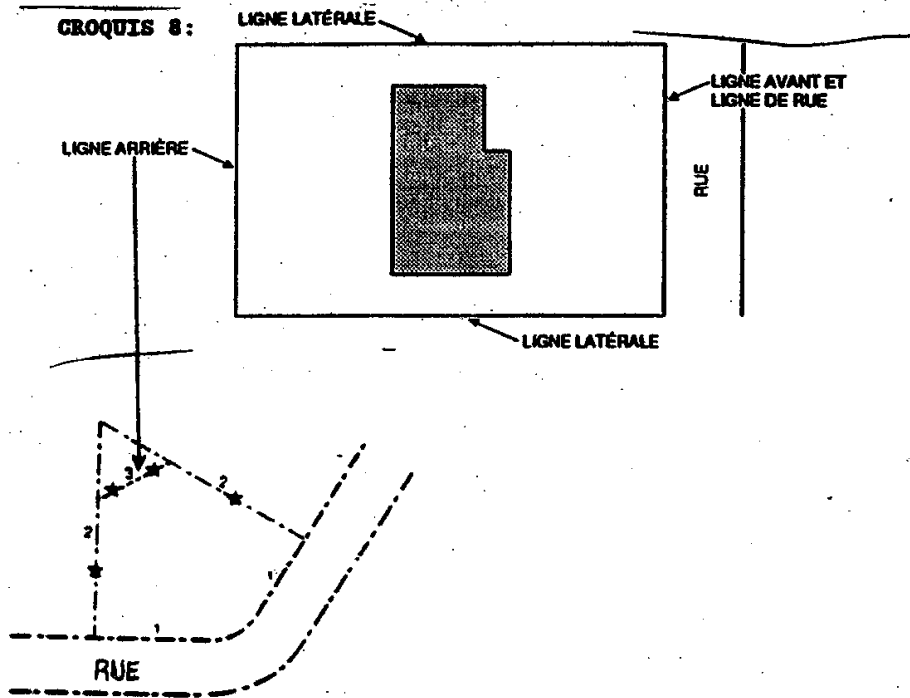 CROQUIS 8:
LIGNE LATÉRALE
LIGNE AVANT ET
LIGNE DE RUE
LIGNE ARRIÈRE
RUE
LIGNE LATÉRALE
3
2
2
1
1
RUE